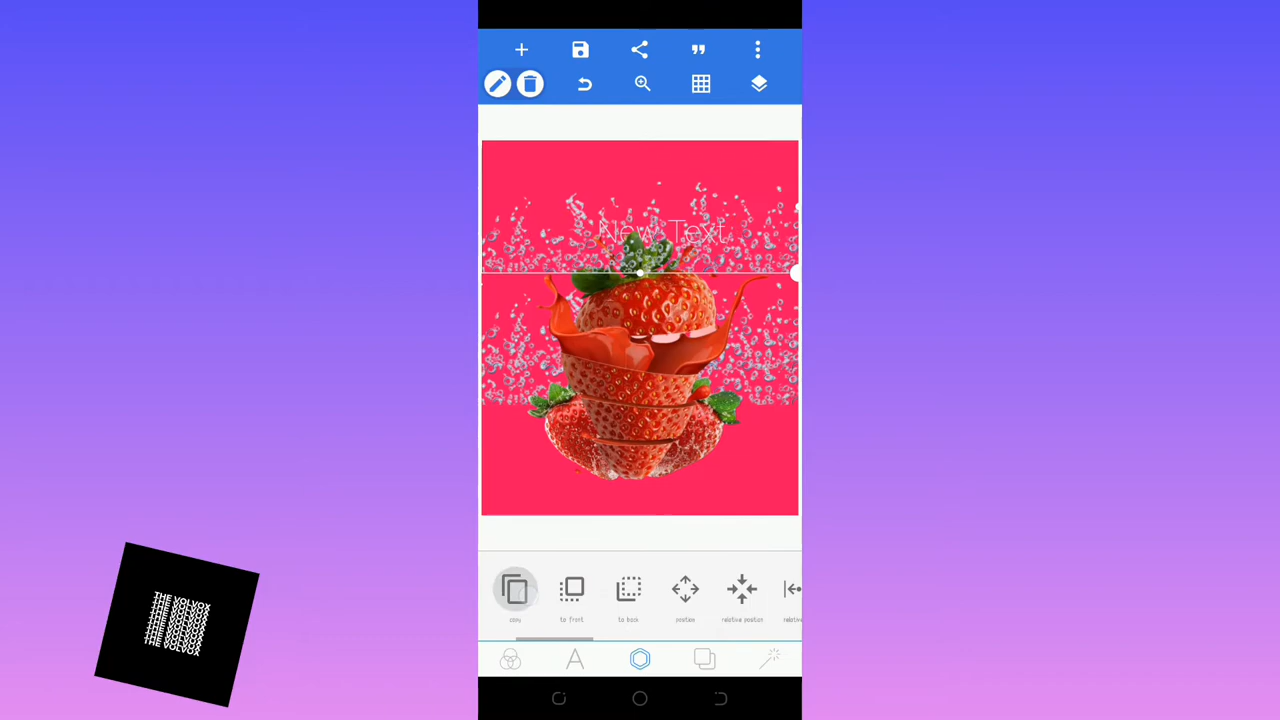 New Text
copy
to front
to back
position
relative position
relative
THE VOLVOX
THE VOLVOX
THE VOLVOX
THE VOLVOX
THE VOLVOX
THE VOLVOX